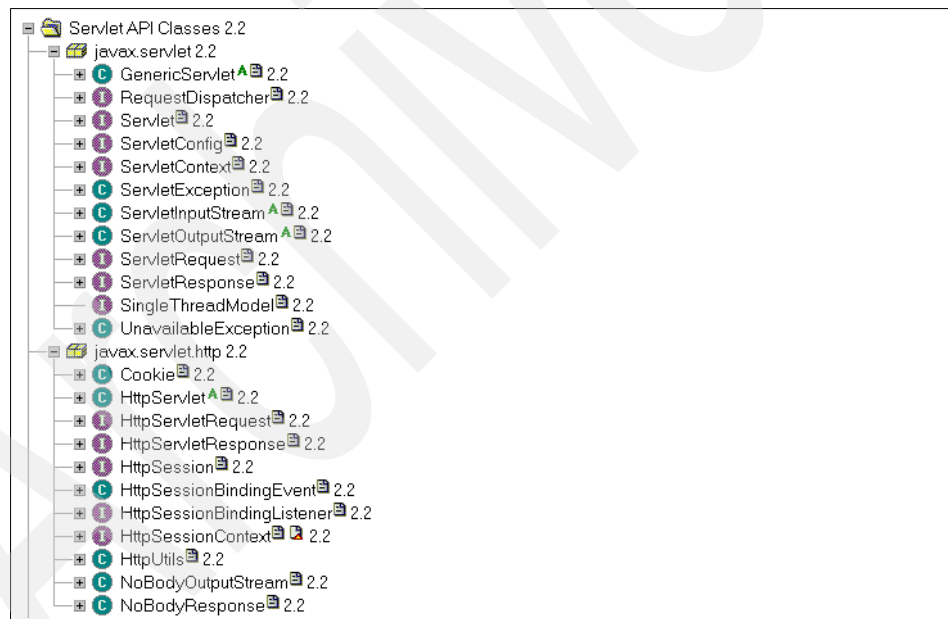 Servlet API Classes 2.2
javax.servlet 2.2
C GenericServlet A 2.2
I RequestDispatcher 2.2
I Servlet 2.2
I ServletConfig 2.2
I ServletContext 2.2
C ServletException 2.2
C ServletInputStream A 2.2
C ServletOutputStream A 2.2
I ServletRequest 2.2
I ServletResponse 2.2
I SingleThreadModel 2.2
C UnavailableException 2.2
javax.servlet.http 2.2
C Cookie 2.2
C HttpServlet A 2.2
I HttpServletRequest 2.2
I HttpServletResponse 2.2
I HttpSession 2.2
C HttpSessionBindingEvent 2.2
I HttpSessionBindingListener 2.2
I HttpSessionContext 2.2
C HttpUtils 2.2
C NoBodyOutputStream 2.2
C NoBodyResponse 2.2